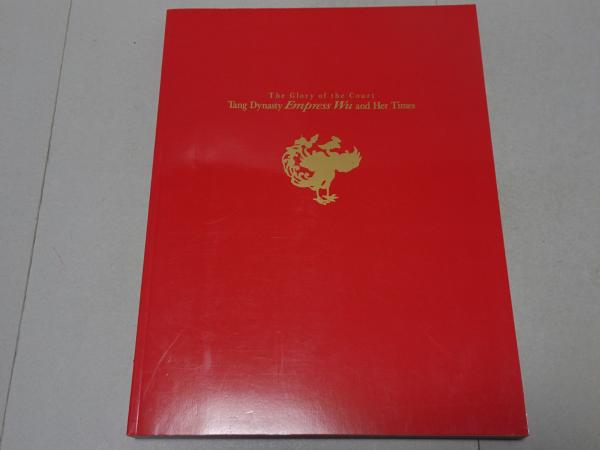 The Glory of the Court
Tang Dynasty Empress Wu and Her Times